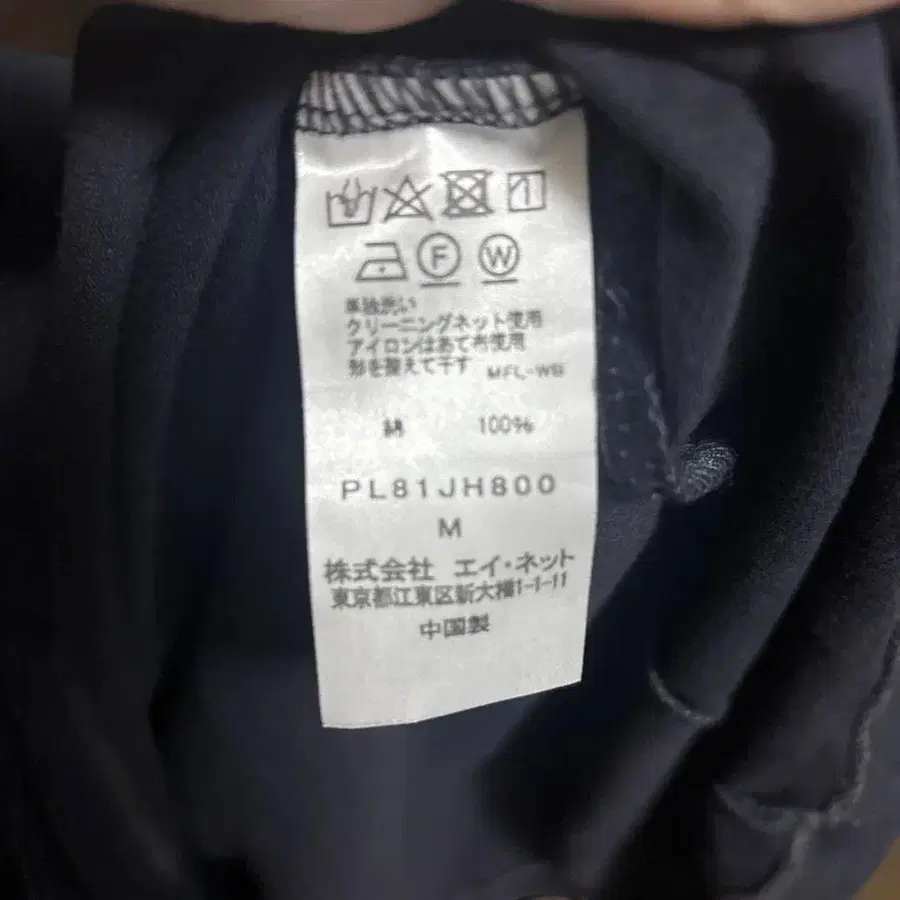 F W
単独洗い
クリーニングネット使用
アイロンはあて布使用
形を整えて干す MFL-WB
綿 100%
PL81JH800
M
株式会社 エイ・ネット
東京都江東区新大橋1-1-11
中国製